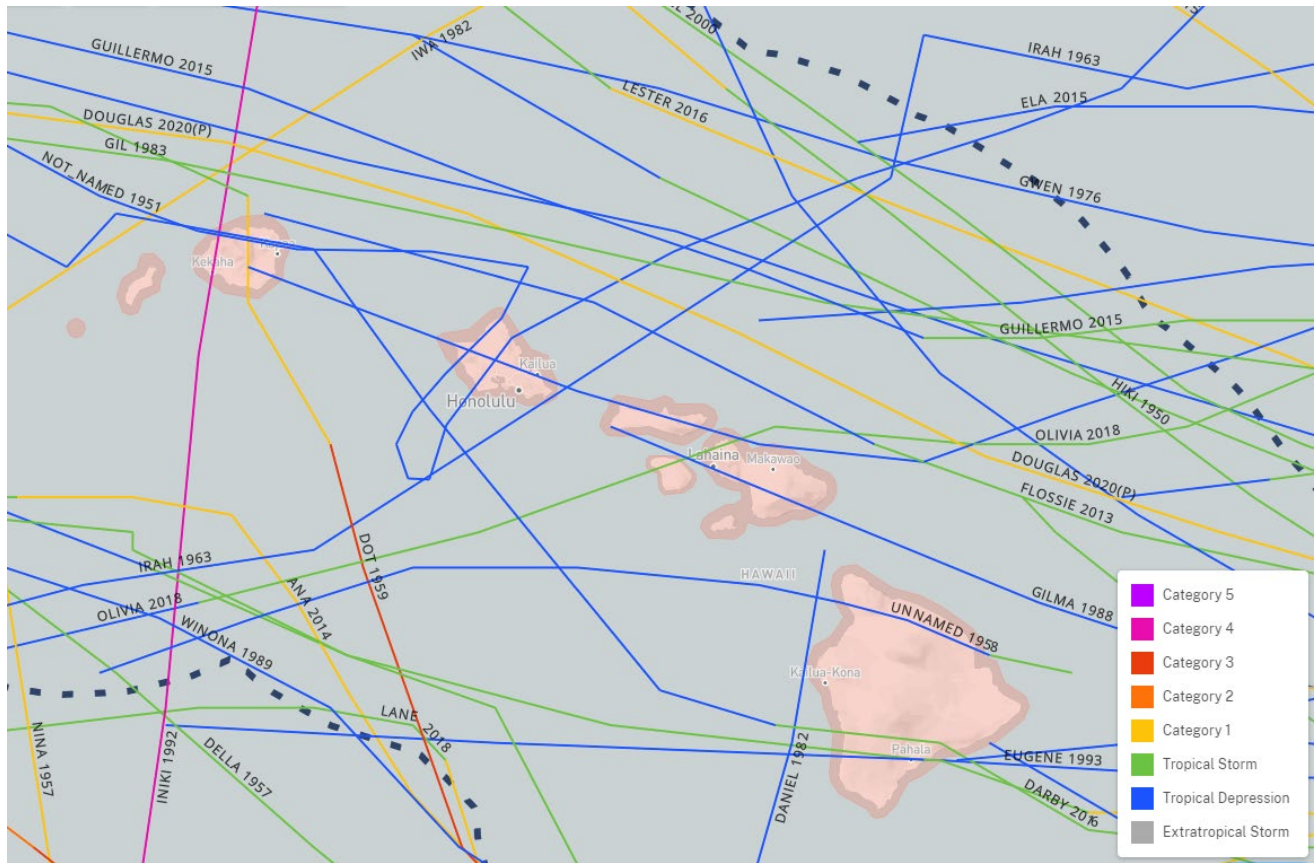 IWA 1982
L 2000
IRAH 1963
GUILLERMO 2015
LESTER 2016
ELA 2015
DOUGLAS 2020(P)
GIL 1983
NOT_NAMED 1951
GWEN 1976
Kekaha
GUILLERMO 2015
Kailua
Honolulu
HIKI 1950
OLIVIA 2018
Lahaina
Makawao
DOUGLAS 2020(P)
FLOSSIE 2013
IRAH 1963
DOT 1959
HAWAII
OLIVIA 2018
ANA 2014
GILMA 1988
WINONA 1989
UNNAMED 1958
Kailua-Kona
LANE 2018
NINA 1957
INIKI 1992
DELLA 1957
DANIEL 1982
Pahala
EUGENE 1993
DARBY 2016
Category 5
Category 4
Category 3
Category 2
Category 1
Tropical Storm
Tropical Depression
Extratropical Storm